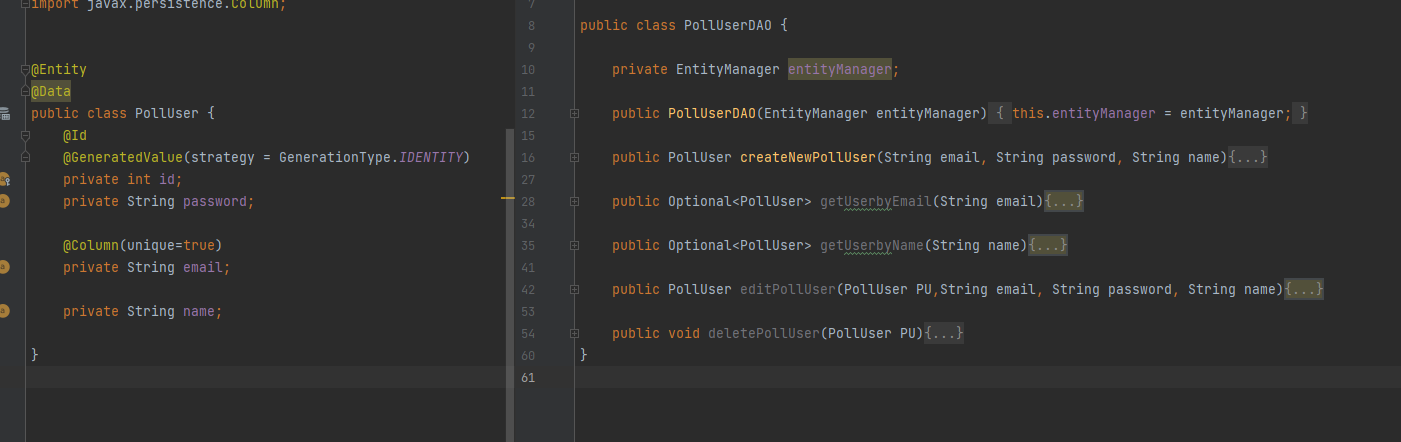 import javax.persistence.Column;
@Entity
@Data
public class PollUser {
@Id
@GeneratedValue(strategy = GenerationType.IDENTITY)
private int id;
private String password;
@Column(unique=true)
private String email;
private String name;
}
7
8 public class PollUserDAO {
9
10 private EntityManager entityManager;
11
12 public PollUserDAO(EntityManager entityManager) { this.entityManager = entityManager; }
15
16 public PollUser createNewPollUser(String email, String password, String name){...}
27
28 public Optional<PollUser> getUserbyEmail(String email){...}
34
35 public Optional<PollUser> getUserbyName(String name){...}
41
42 public PollUser editPollUser(PollUser PU,String email, String password, String name){...}
53
54 public void deletePollUser(PollUser PU){...}
60 }
61